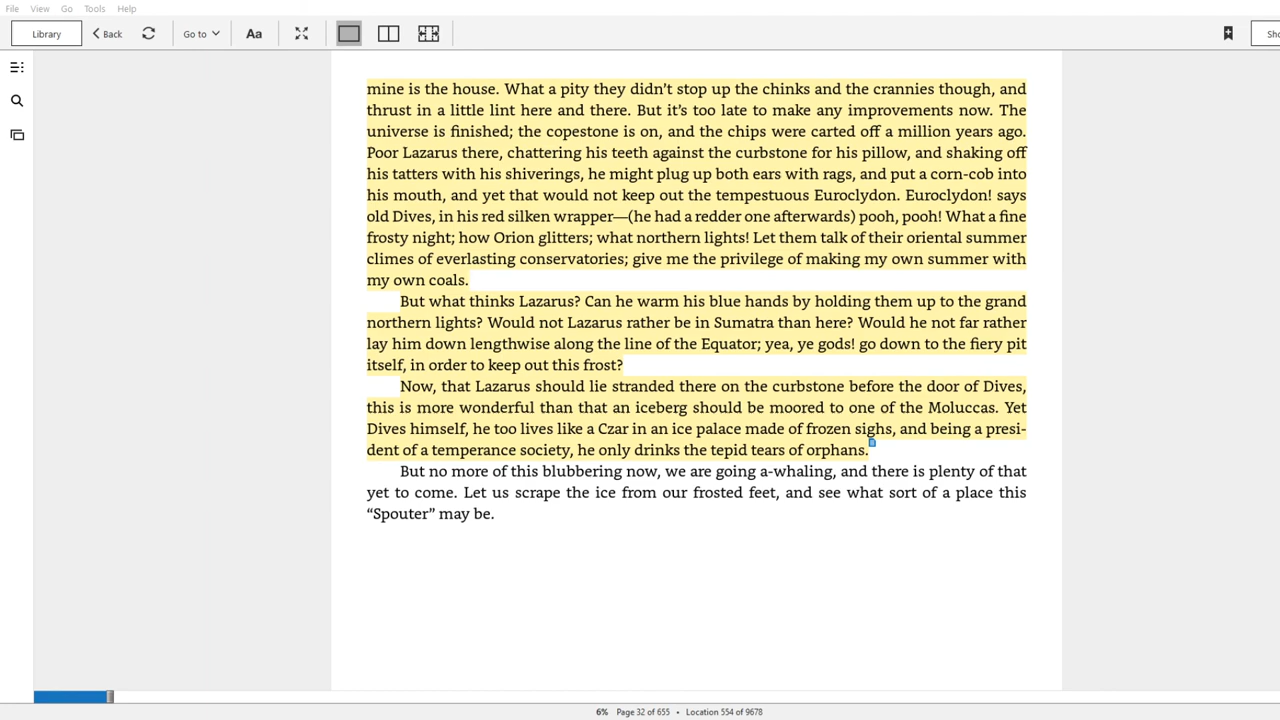 File View Go Tools Help
Library Back Go to Aa Sho
mine is the house. What a pity they didn’t stop up the chinks and the crannies though, and
thrust in a little lint here and there. But it’s too late to make any improvements now. The
universe is finished; the copestone is on, and the chips were carted off a million years ago.
Poor Lazarus there, chattering his teeth against the curbstone for his pillow, and shaking off
his tatters with his shiverings, he might plug up both ears with rags, and put a corn-cob into
his mouth, and yet that would not keep out the tempestuous Euroclydon. Euroclydon! says
old Dives, in his red silken wrapper—(he had a redder one afterwards) pooh, pooh! What a fine
frosty night; how Orion glitters; what northern lights! Let them talk of their oriental summer
climes of everlasting conservatories; give me the privilege of making my own summer with
my own coals.
But what thinks Lazarus? Can he warm his blue hands by holding them up to the grand
northern lights? Would not Lazarus rather be in Sumatra than here? Would he not far rather
lay him down lengthwise along the line of the Equator; yea, ye gods! go down to the fiery pit
itself, in order to keep out this frost?
Now, that Lazarus should lie stranded there on the curbstone before the door of Dives,
this is more wonderful than that an iceberg should be moored to one of the Moluccas. Yet
Dives himself, he too lives like a Czar in an ice palace made of frozen sighs, and being a presi-
dent of a temperance society, he only drinks the tepid tears of orphans.
But no more of this blubbering now, we are going a-whaling, and there is plenty of that
yet to come. Let us scrape the ice from our frosted feet, and see what sort of a place this
“Spouter” may be.
6% Page 32 of 655 • Location 554 of 9678